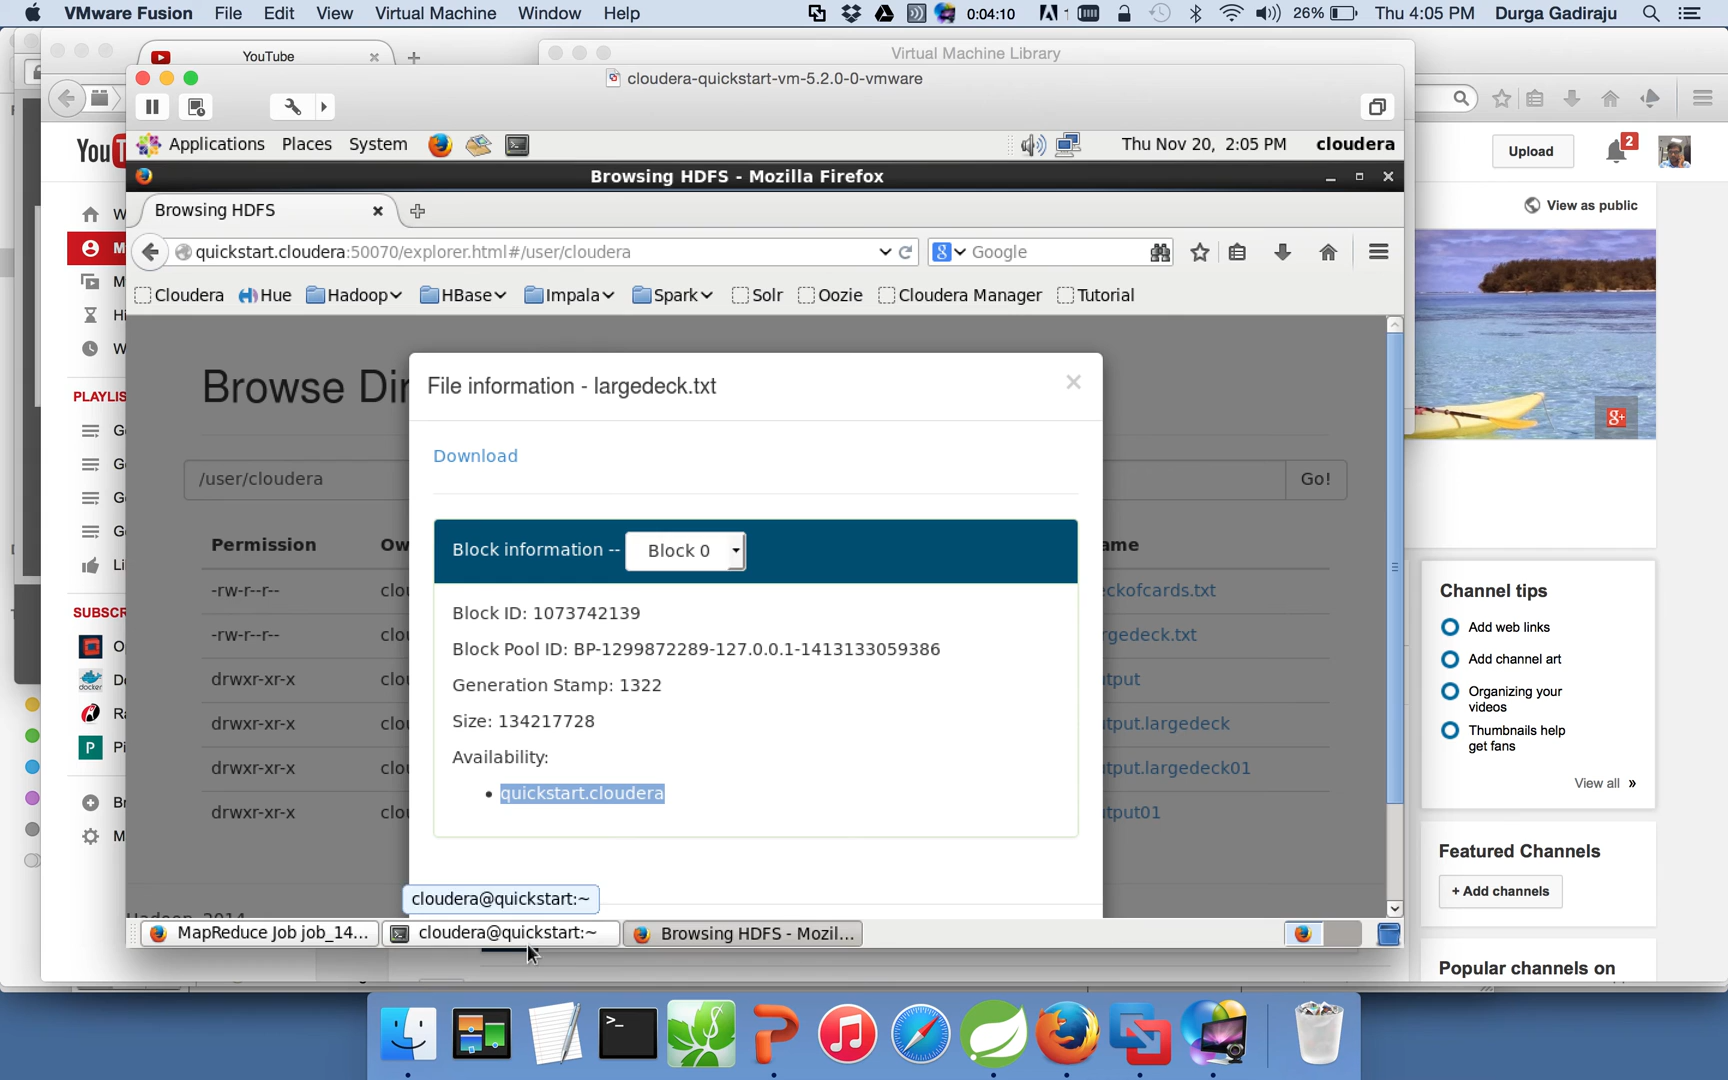 VMware Fusion File Edit View Virtual Machine Window Help 0:04:10 26% Thu 4:05 PM Durga Gadiraju
YouTube
Virtual Machine Library
cloudera-quickstart-vm-5.2.0-0-vmware
Applications Places System Thu Nov 20, 2:05 PM cloudera
Browsing HDFS - Mozilla Firefox
Browsing HDFS
quickstart.cloudera:50070/explorer.html#/user/cloudera Google
Cloudera Hue Hadoop HBase Impala Spark Solr Oozie Cloudera Manager Tutorial
You
Upload
2
View as public
PLAYLIS
SUBSCR
Browse Dir
/user/cloudera Go!
Permission Ow ame
-rw-r--r-- clou ckofcards.txt
-rw-r--r-- clou rgedeck.txt
drwxr-xr-x clou tput
drwxr-xr-x clou tput.largedeck
drwxr-xr-x clou tput.largedeck01
drwxr-xr-x clou tput01
File information - largedeck.txt
Download
Block information -- Block 0
Block ID: 1073742139
Block Pool ID: BP-1299872289-127.0.0.1-1413133059386
Generation Stamp: 1322
Size: 134217728
Availability:
quickstart.cloudera
cloudera@quickstart:~
MapReduce Job job_14... cloudera@quickstart:~ Browsing HDFS - Mozil...
Channel tips
Add web links
Add channel art
Organizing your
videos
Thumbnails help
get fans
View all »
Featured Channels
+ Add channels
Popular channels on